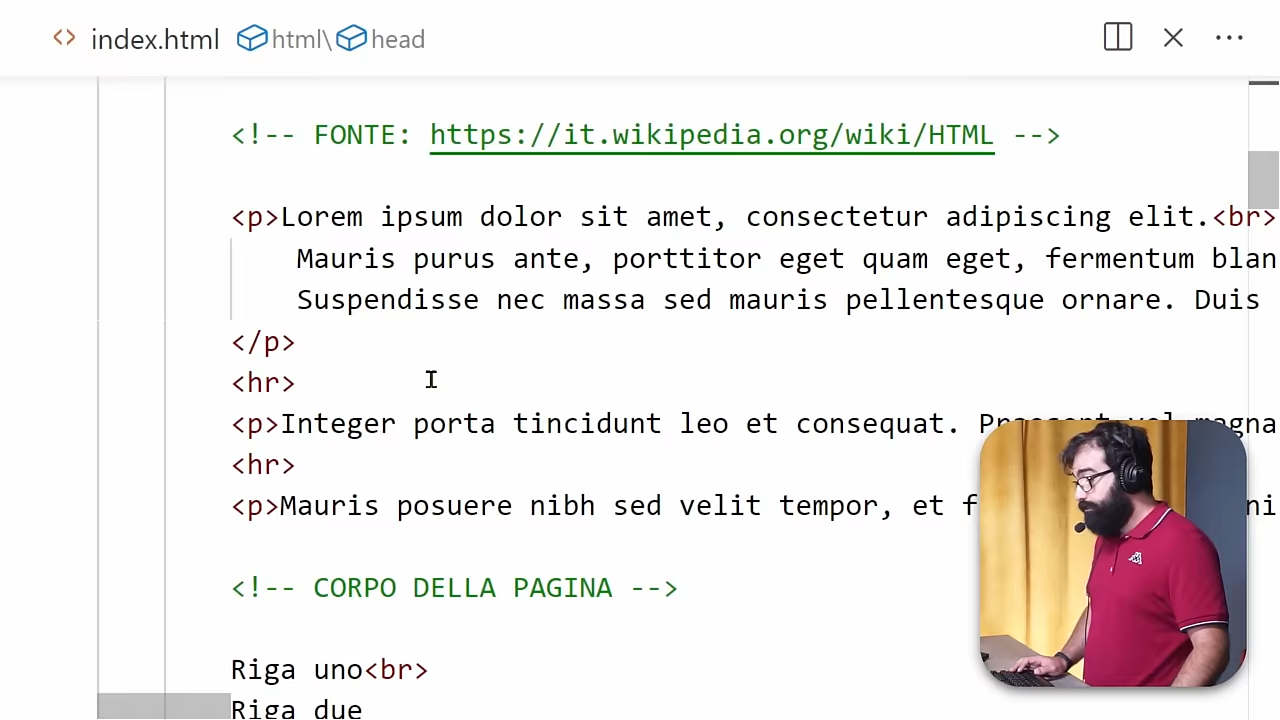 index.html html\head
<!-- FONTE: https://it.wikipedia.org/wiki/HTML -->
<p>Lorem ipsum dolor sit amet, consectetur adipiscing elit.<br>
Mauris purus ante, porttitor eget quam eget, fermentum blan
Suspendisse nec massa sed mauris pellentesque ornare. Duis
</p>
<hr>
<p>Integer porta tincidunt leo et consequat. Praesent vel magna
<hr>
<p>Mauris posuere nibh sed velit tempor, et
<!-- CORPO DELLA PAGINA -->
Riga uno<br>
Riga due